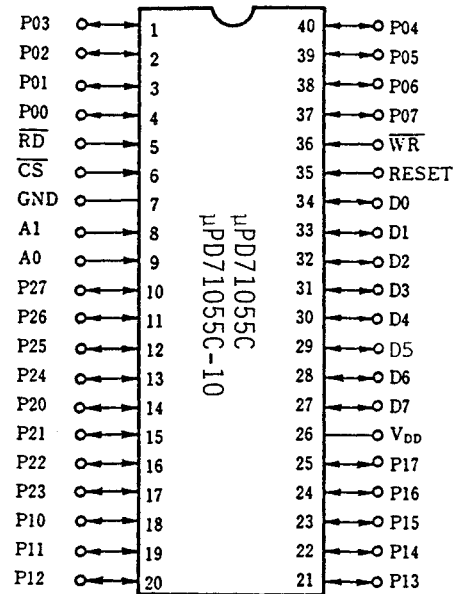 P03 1 40 P04
P02 2 39 P05
P01 3 38 P06
P00 4 37 P07
R̅D̅ 5 36 W̅R̅
C̅S̅ 6 35 RESET
GND 7 34 D0
A1 8 33 D1
A0 9 32 D2
P27 10 31 D3
P26 11 30 D4
P25 12 29 D5
P24 13 28 D6
P20 14 27 D7
P21 15 26 VDD
P22 16 25 P17
P23 17 24 P16
P10 18 23 P15
P11 19 22 P14
P12 20 21 P13
μPD71055C
μPD71055C-10